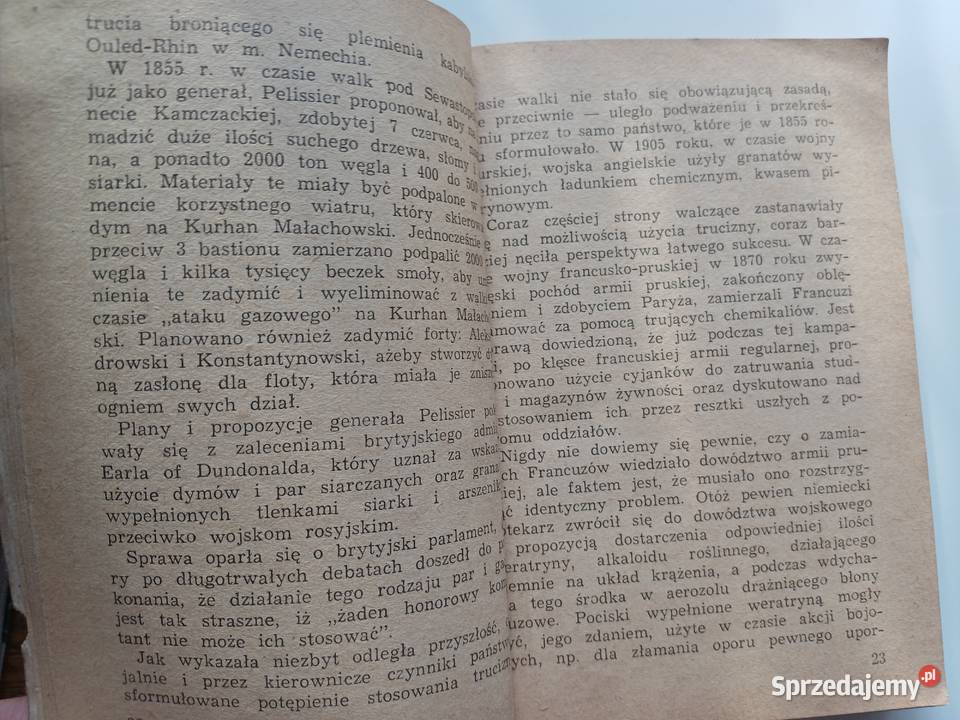 trucia broniącego się plemienia
Ouled-Rhin w m. Nemechia.
W 1855 r. w czasie walk pod
już jako generał, Pelissier proponował, aby
necie Kamczackiej, zdobytej 7 czerwca,
madzić duże ilości suchego drzewa, słomy i
na, a ponadto 2000 ton węgla i 400 do 500
siarki. Materiały te miały być podpalone w
mencie korzystnego wiatru, który
dym na Kurhan Małachowski. Jednocześnie
przeciw 3 bastionu zamierzano podpalić 2000
węgla i kilka tysięcy beczek smoły, aby
nienia te zadymić i wyeliminować z
czasie „ataku gazowego” na Kurhan
ski. Planowano również zadymić forty:
drowski i Konstantynowski, ażeby stworzyć
ną zasłonę dla floty, która miała je
ogniem swych dział.
Plany i propozycje generała Pelissier
wały się z zaleceniami brytyjskiego
Earla of Dundonalda, który uznał za
użycie dymów i par siarczanych oraz
wypełnionych tlenkami siarki i
przeciwko wojskom rosyjskim.
Sprawa oparła się o brytyjski parlament,
ry po długotrwałych debatach doszedł do
konania, że działanie tego rodzaju par i
jest tak straszne, iż „żaden honorowy
tant nie może ich stosować”.
Jak wykazała niezbyt odległa przyszłość,
jalnie i przez kierownicze czynniki
sformułowane potępienie stosowania
walki nie stało się obowiązującą zasadą,
przeciwnie — uległo podważeniu i przekreś-
niu przez to samo państwo, które je w 1855 ro-
sformułowało. W 1905 roku, w czasie wojny
wojska angielskie użyły granatów wy-
ładunkiem chemicznym, kwasem pi-
Coraz częściej strony walczące zastanawiały
nad możliwością użycia trucizny, coraz bar-
nęciła perspektywa łatwego sukcesu. W cza-
wojny francusko-pruskiej w 1870 roku zwy-
pochód armii pruskiej, zakończony oblę-
niem i zdobyciem Paryża, zamierzali Francuzi
za pomocą trujących chemikaliów. Jest
dowiedzioną, że już podczas tej kampa-
po klęsce francuskiej armii regularnej, pro-
użycie cyjanków do zatruwania stud-
i magazynów żywności oraz dyskutowano nad
stosowaniem ich przez resztki uszłych z po-
oddziałów.
Nigdy nie dowiemy się pewnie, czy o zamia-
Francuzów wiedziało dowództwo armii pru-
ale faktem jest, że musiało ono rozstrzyg-
identyczny problem. Otóż pewien niemiecki
zwrócił się do dowództwa wojskowego
propozycją dostarczenia odpowiedniej ilości
alkaloidu roślinnego, działającego
na układ krążenia, a podczas wdycha-
tego środka w aerozolu drażniącego błony
Pociski wypełnione weratryną mogły
jego zdaniem, użyte w czasie akcji bojo-
np. dla złamania oporu pewnego upor-
23
Sprzedajemy.pl